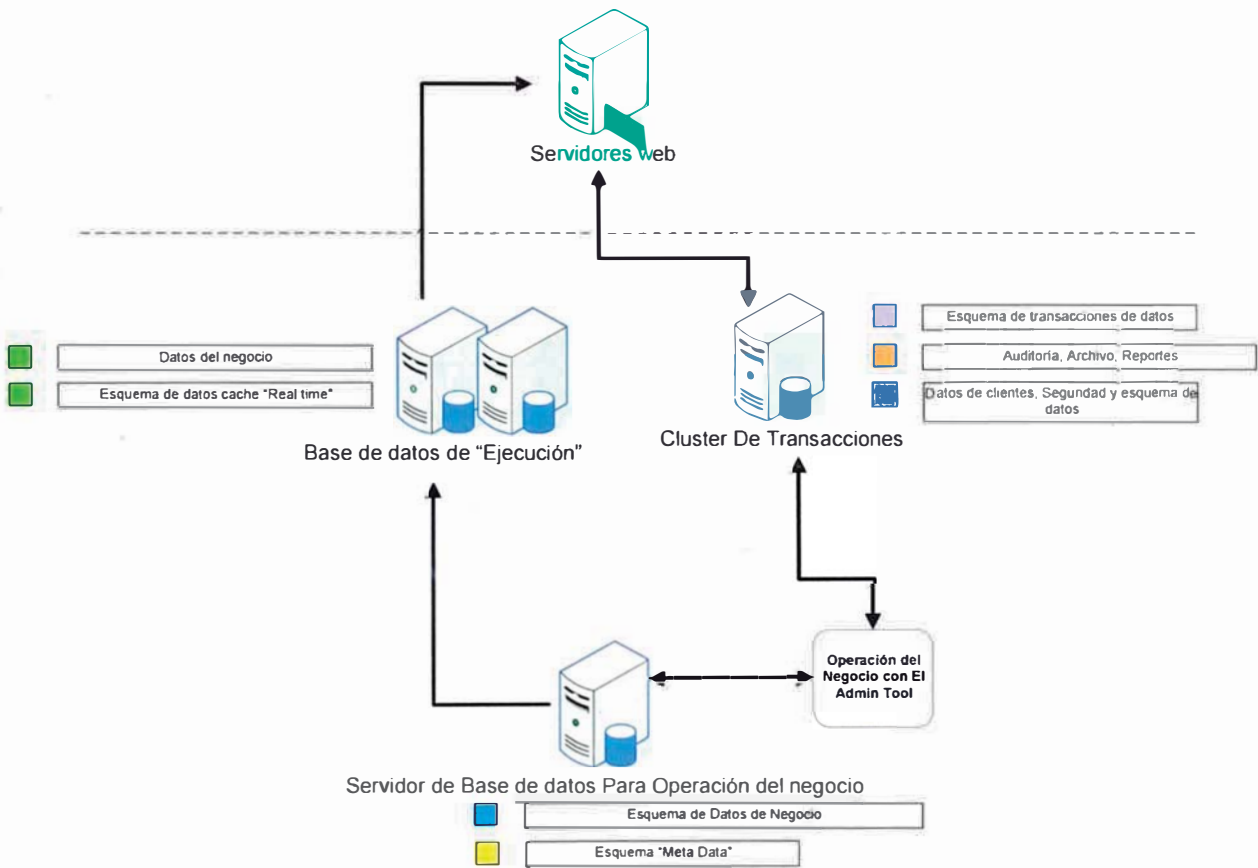 Servidores web
Esquema de transacciones de datos
Datos del negocio
Auditoría, Archivo, Reportes
Esquema de datos cache "Real time"
Datos de clientes, Seguridad y esquema de
datos
Base de datos de "Ejecución"
Cluster De Transacciones
Operación del
Negocio con El
Admin Tool
Servidor de Base de datos Para Operación del negocio
Esquema de Datos de Negocio
Esquema "Meta Data"